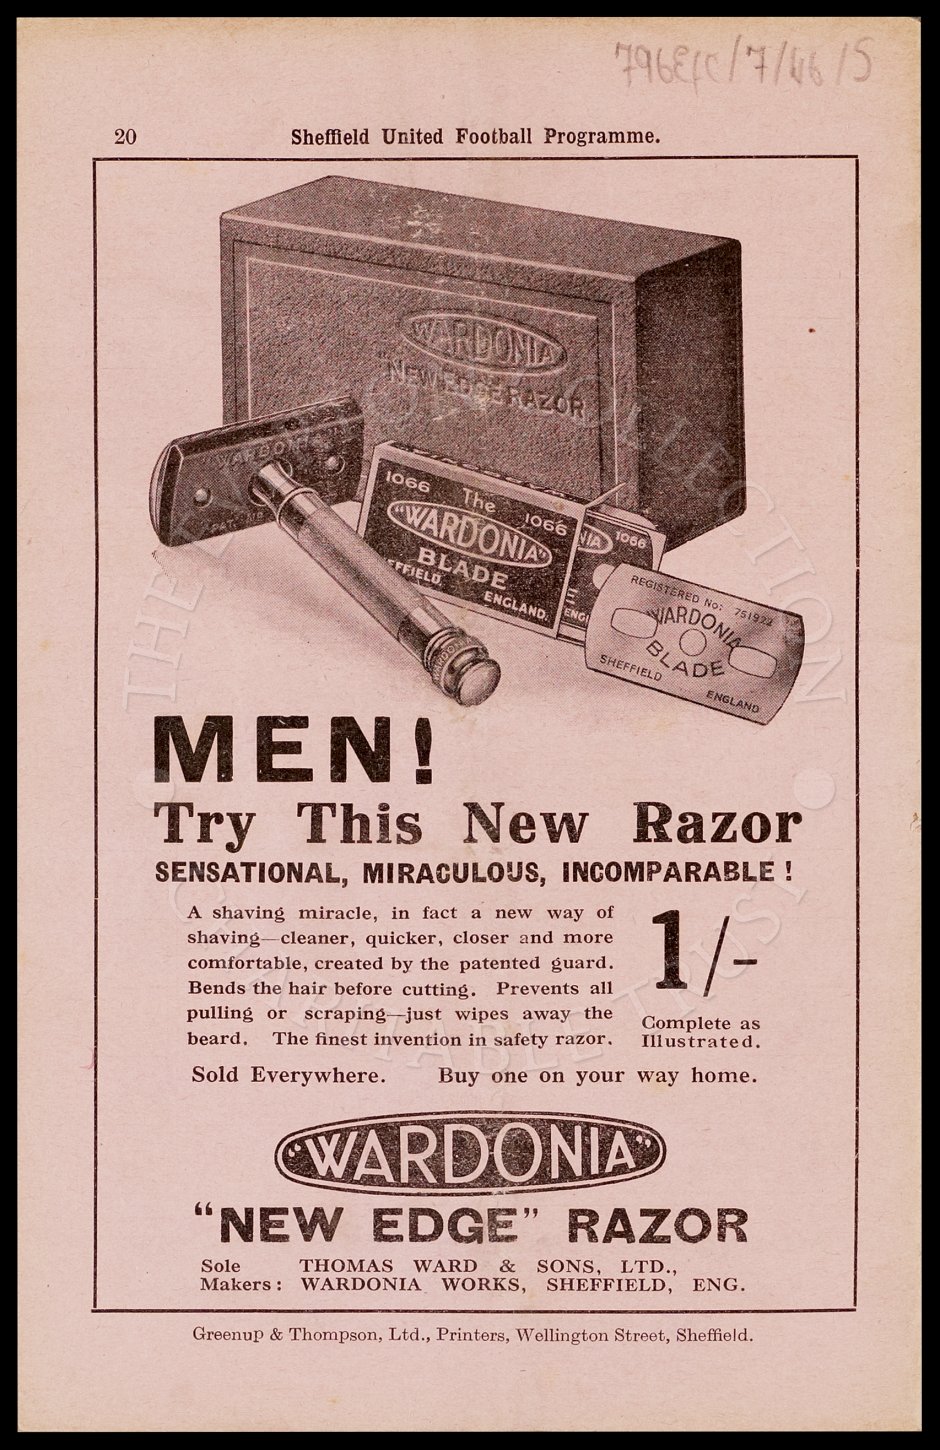 20 Sheffield United Football Programme.
WARDONIA
"NEW EDGE RAZOR
WARDONIA
1066 The 1066
"WARDONIA"
BLADE
SHEFFIELD. ENGLAND.
1066
REGISTERED No: 751924
WARDONIA
BLADE
SHEFFIELD ENGLAND
WARDONIA
MEN!
Try This New Razor
SENSATIONAL, MIRACULOUS, INCOMPARABLE!
A shaving miracle, in fact a new way of
shaving—cleaner, quicker, closer and more
comfortable, created by the patented guard.
Bends the hair before cutting. Prevents all
pulling or scraping—just wipes away the
beard. The finest invention in safety razor.
1/-
Complete as
Illustrated.
Sold Everywhere. Buy one on your way home.
"WARDONIA"
"NEW EDGE" RAZOR
Sole THOMAS WARD & SONS, LTD.,
Makers: WARDONIA WORKS, SHEFFIELD, ENG.
Greenup & Thompson, Ltd., Printers, Wellington Street, Sheffield.
CHARITABLE TRUST